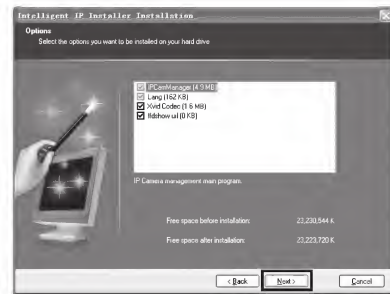 Intelligent IP Installer Installation
Options
Select the options you want to be installed on your hard drive
IPCamManager (4.9 MB)
Lang (162 KB)
Xvid Codec (1.6 MB)
ffdshow url (0 KB)
IP Camera management main program.
Free space before installation: 23,230,544 K
Free space after installation: 23,223,720 K
< Back Next > Cancel